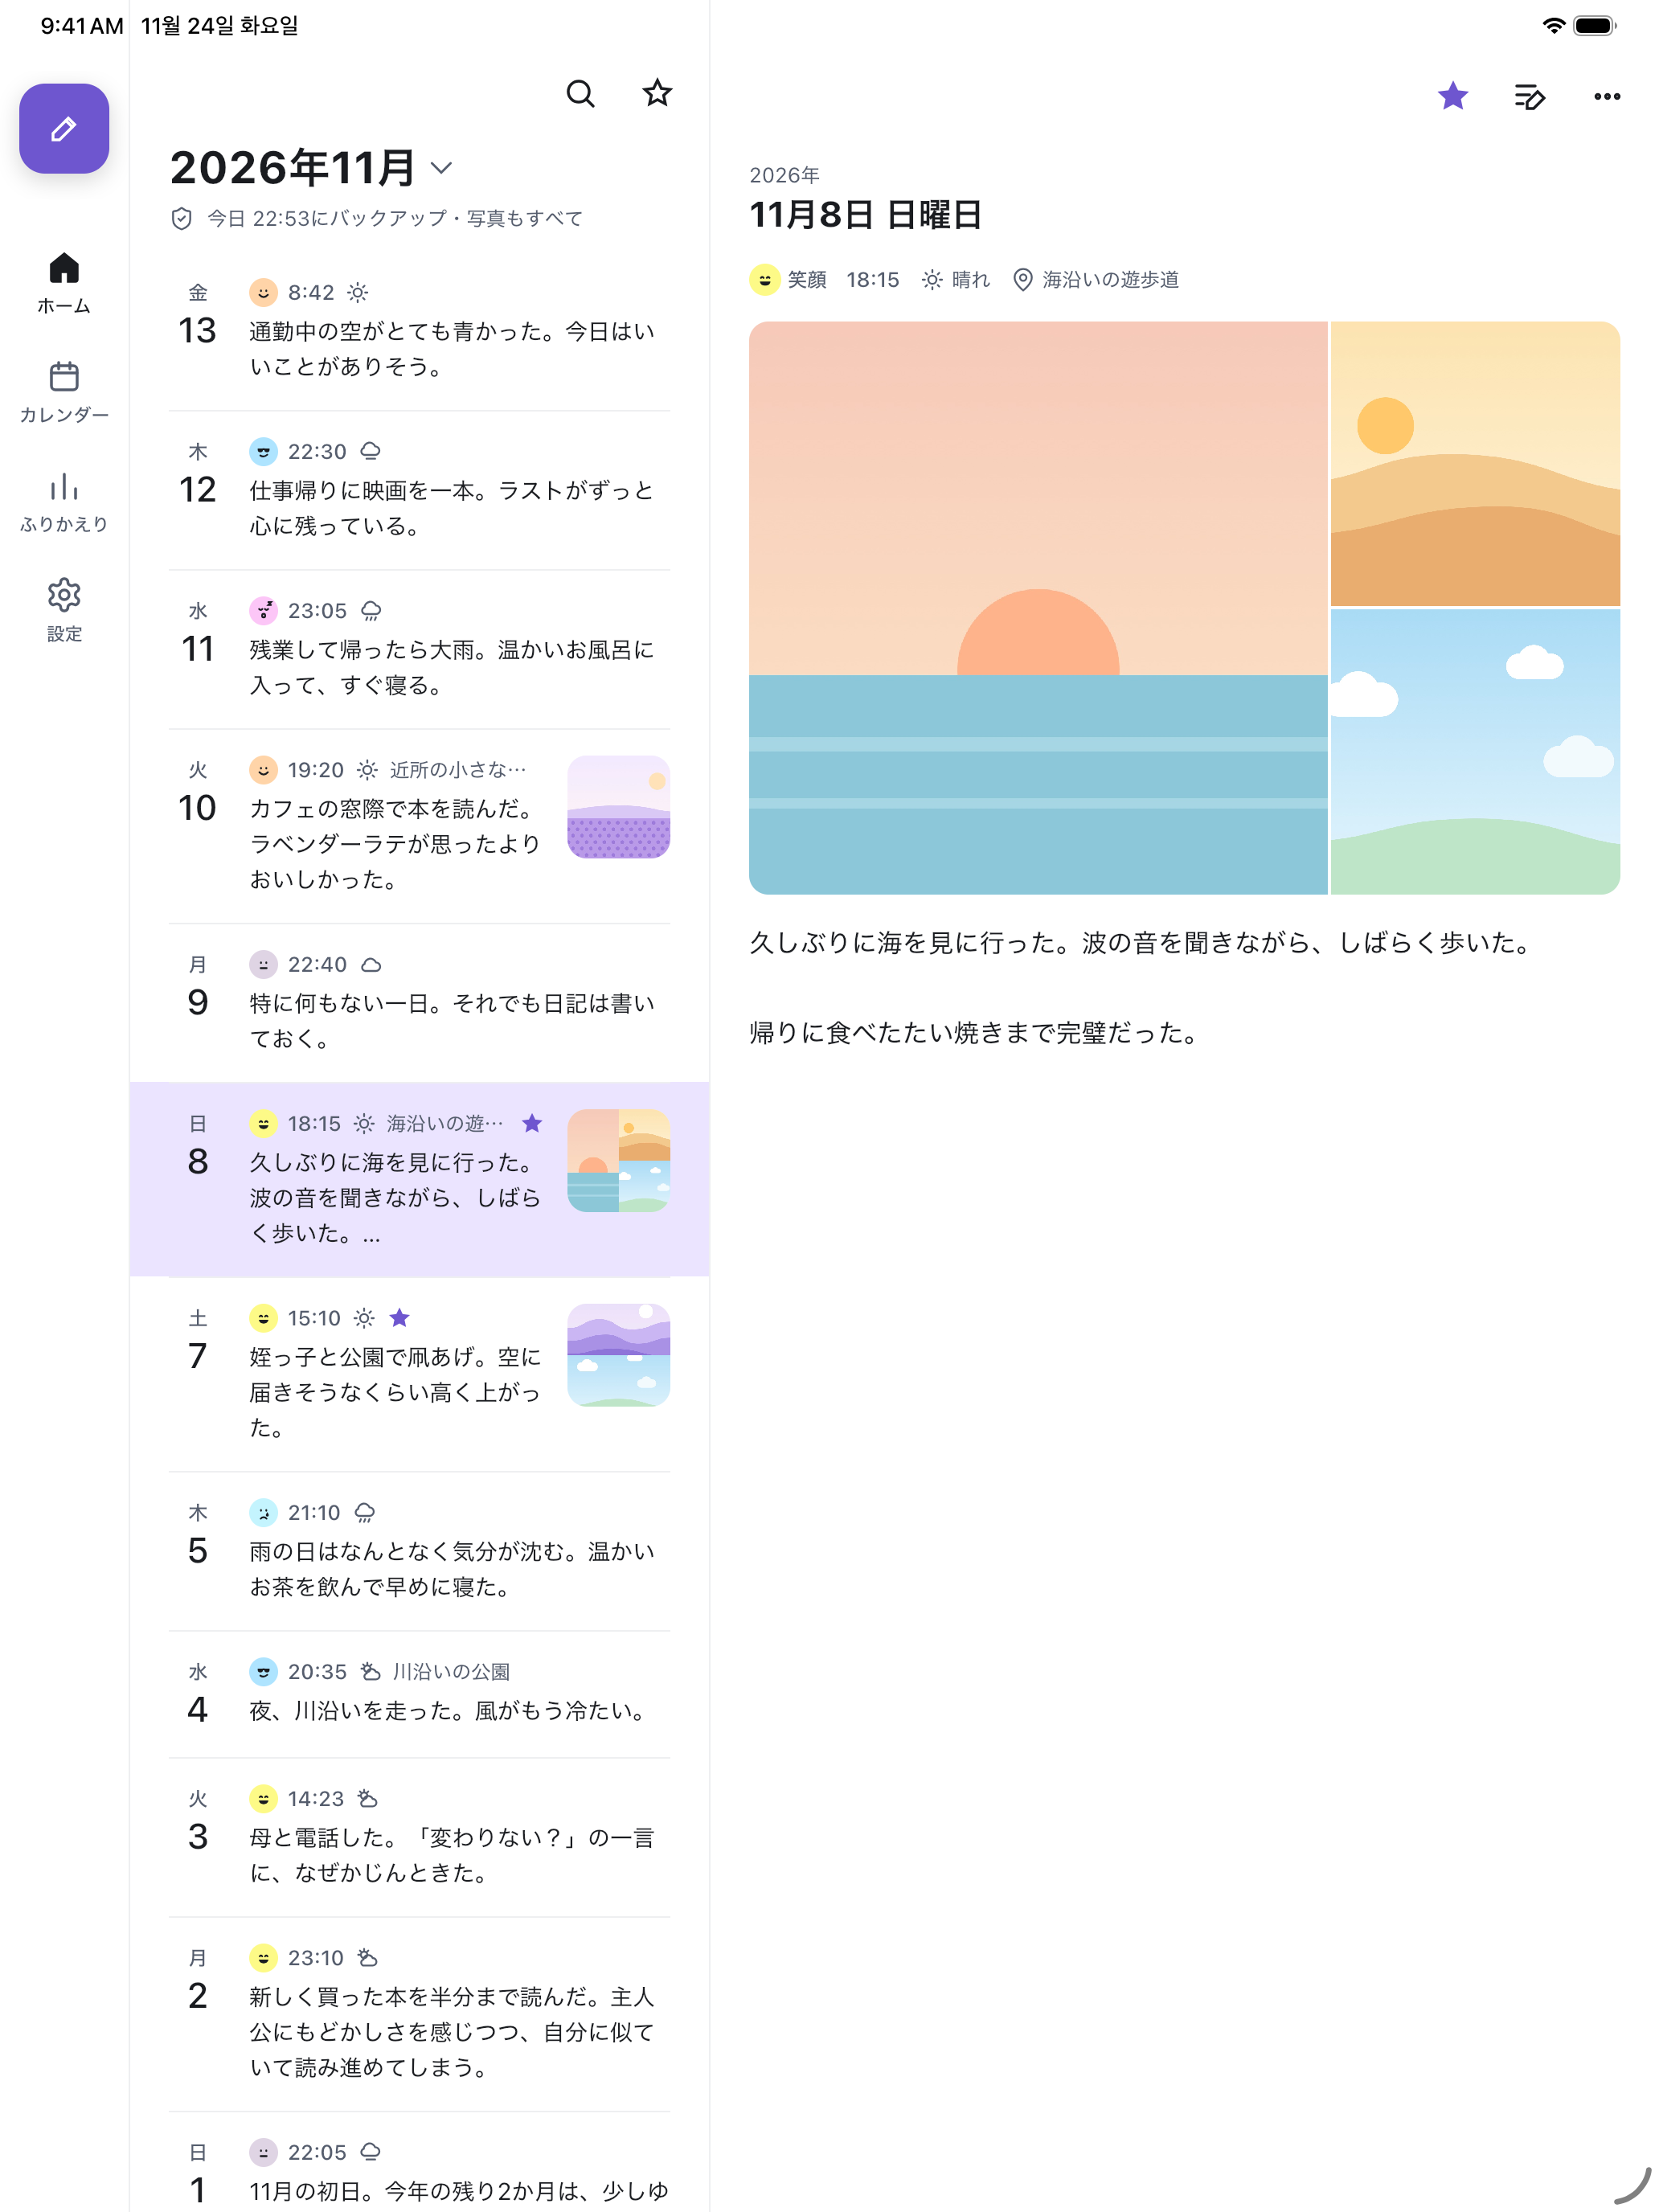 9:41 AM 11월 24일 화요일
ホーム
カレンダー
ふりかえり
設定
2026年11月
今日 22:53にバックアップ・写真もすべて
金
13
8:42
通勤中の空がとても青かった。今日はい
いことがありそう。
木
12
22:30
仕事帰りに映画を一本。ラストがずっと
心に残っている。
水
11
23:05
残業して帰ったら大雨。温かいお風呂に
入って、すぐ寝る。
火
10
19:20 近所の小さな…
カフェの窓際で本を読んだ。
ラベンダーラテが思ったより
おいしかった。
月
9
22:40
特に何もない一日。それでも日記は書い
ておく。
日
8
18:15 海沿いの遊…
久しぶりに海を見に行った。
波の音を聞きながら、しばら
く歩いた。...
土
7
15:10
姪っ子と公園で凧あげ。空に
届きそうなくらい高く上がっ
た。
木
5
21:10
雨の日はなんとなく気分が沈む。温かい
お茶を飲んで早めに寝た。
水
4
20:35 川沿いの公園
夜、川沿いを走った。風がもう冷たい。
火
3
14:23
母と電話した。「変わりない？」の一言
に、なぜかじんときた。
月
2
23:10
新しく買った本を半分まで読んだ。主人
公にもどかしさを感じつつ、自分に似て
いて読み進めてしまう。
日
1
22:05
11月の初日。今年の残り2か月は、少しゆ
2026年
11月8日 日曜日
笑顔 18:15 晴れ 海沿いの遊歩道
久しぶりに海を見に行った。波の音を聞きながら、しばらく歩いた。
帰りに食べたたい焼きまで完璧だった。